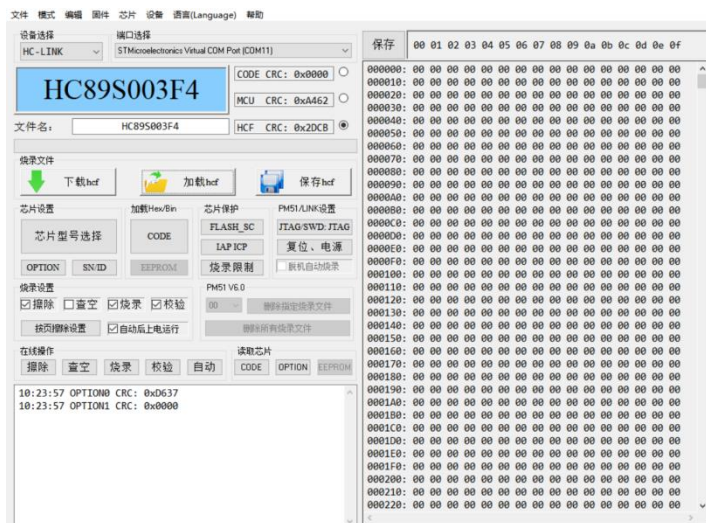 文件 模式 编辑 固件 芯片 设备 语言(Language) 帮助
设备选择
HC-LINK
端口选择
STMicroelectronics Virtual COM Port (COM11)
HC89S003F4
CODE CRC: 0x0000
MCU CRC: 0xA462
文件名:
HC89S003F4
HCF CRC: 0x2DCB
烧录文件
下载hcf
加载hcf
保存hcf
芯片设置
芯片型号选择
OPTION
SN/ID
加载Hex/Bin
CODE
EEPROM
芯片保护
FLASH_SC
IAP ICP
烧录限制
PM51/LINK设置
JTAG/SWD: JTAG
复位、电源
脱机自动烧录
烧录设置
擦除 查空 烧录 校验
按页擦除设置
自动后上电运行
PM51 V6.0
00
删除指定烧录文件
删除所有烧录文件
在线操作
擦除 查空 烧录 校验 自动
读取芯片
CODE OPTION EEPROM
10:23:57 OPTION0 CRC: 0xD637
10:23:57 OPTION1 CRC: 0x0000
保存
00 01 02 03 04 05 06 07 08 09 0a 0b 0c 0d 0e 0f
000000: 00 00 00 00 00 00 00 00 00 00 00 00 00 00 00 00
000010: 00 00 00 00 00 00 00 00 00 00 00 00 00 00 00 00
000020: 00 00 00 00 00 00 00 00 00 00 00 00 00 00 00 00
000030: 00 00 00 00 00 00 00 00 00 00 00 00 00 00 00 00
000040: 00 00 00 00 00 00 00 00 00 00 00 00 00 00 00 00
000050: 00 00 00 00 00 00 00 00 00 00 00 00 00 00 00 00
000060: 00 00 00 00 00 00 00 00 00 00 00 00 00 00 00 00
000070: 00 00 00 00 00 00 00 00 00 00 00 00 00 00 00 00
000080: 00 00 00 00 00 00 00 00 00 00 00 00 00 00 00 00
000090: 00 00 00 00 00 00 00 00 00 00 00 00 00 00 00 00
0000A0: 00 00 00 00 00 00 00 00 00 00 00 00 00 00 00 00
0000B0: 00 00 00 00 00 00 00 00 00 00 00 00 00 00 00 00
0000C0: 00 00 00 00 00 00 00 00 00 00 00 00 00 00 00 00
0000D0: 00 00 00 00 00 00 00 00 00 00 00 00 00 00 00 00
0000E0: 00 00 00 00 00 00 00 00 00 00 00 00 00 00 00 00
0000F0: 00 00 00 00 00 00 00 00 00 00 00 00 00 00 00 00
000100: 00 00 00 00 00 00 00 00 00 00 00 00 00 00 00 00
000110: 00 00 00 00 00 00 00 00 00 00 00 00 00 00 00 00
000120: 00 00 00 00 00 00 00 00 00 00 00 00 00 00 00 00
000130: 00 00 00 00 00 00 00 00 00 00 00 00 00 00 00 00
000140: 00 00 00 00 00 00 00 00 00 00 00 00 00 00 00 00
000150: 00 00 00 00 00 00 00 00 00 00 00 00 00 00 00 00
000160: 00 00 00 00 00 00 00 00 00 00 00 00 00 00 00 00
000170: 00 00 00 00 00 00 00 00 00 00 00 00 00 00 00 00
000180: 00 00 00 00 00 00 00 00 00 00 00 00 00 00 00 00
000190: 00 00 00 00 00 00 00 00 00 00 00 00 00 00 00 00
0001A0: 00 00 00 00 00 00 00 00 00 00 00 00 00 00 00 00
0001B0: 00 00 00 00 00 00 00 00 00 00 00 00 00 00 00 00
0001C0: 00 00 00 00 00 00 00 00 00 00 00 00 00 00 00 00
0001D0: 00 00 00 00 00 00 00 00 00 00 00 00 00 00 00 00
0001E0: 00 00 00 00 00 00 00 00 00 00 00 00 00 00 00 00
0001F0: 00 00 00 00 00 00 00 00 00 00 00 00 00 00 00 00
000200: 00 00 00 00 00 00 00 00 00 00 00 00 00 00 00 00
000210: 00 00 00 00 00 00 00 00 00 00 00 00 00 00 00 00
000220: 00 00 00 00 00 00 00 00 00 00 00 00 00 00 00 00